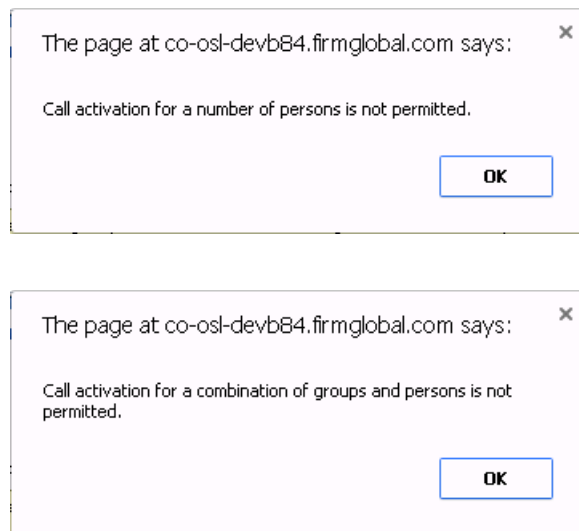 The page at co-osl-devb84.firmglobal.com says:
Call activation for a number of persons is not permitted.
OK
The page at co-osl-devb84.firmglobal.com says:
Call activation for a combination of groups and persons is not
permitted.
OK